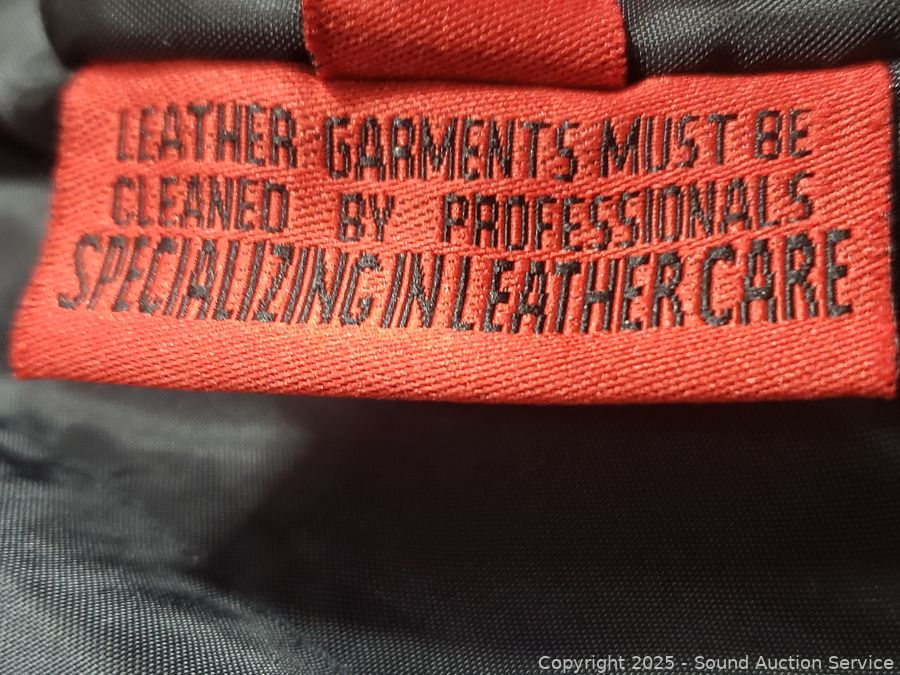 LEATHER GARMENTS MUST BE
CLEANED BY PROFESSIONALS
SPECIALIZING IN LEATHER CARE
Copyright 2025 - Sound Auction Service